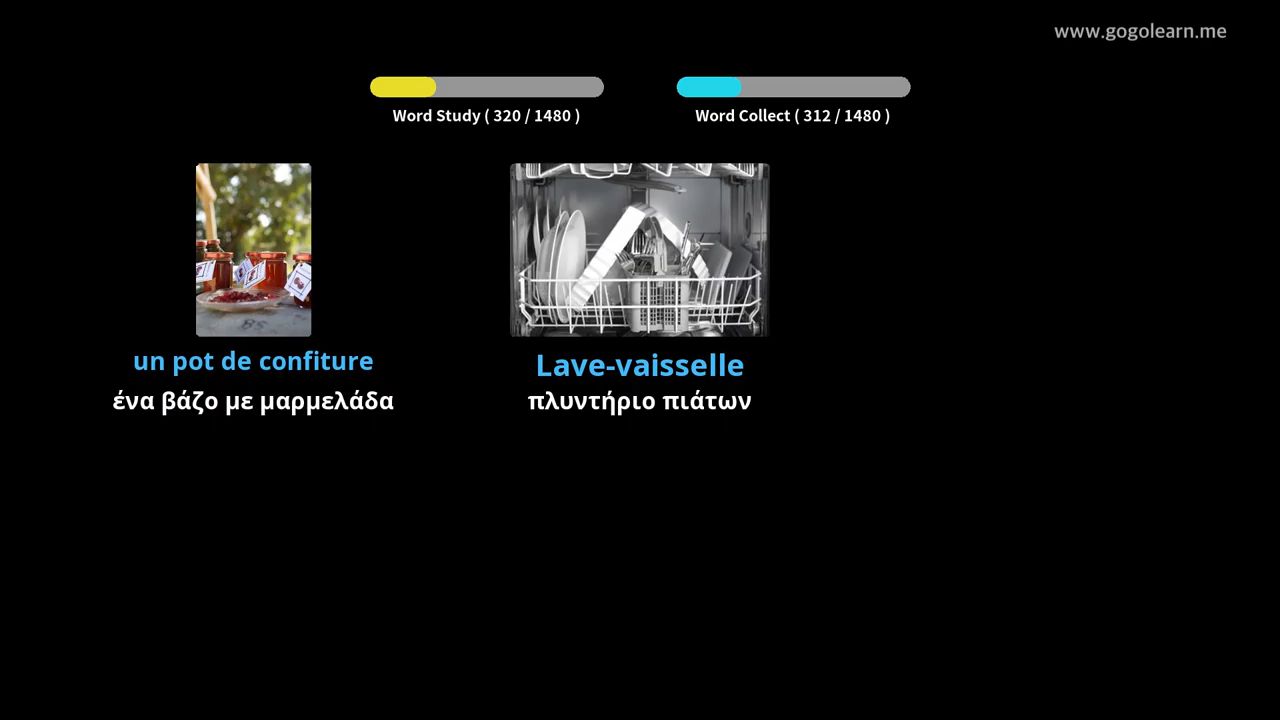 www.gogolearn.me
Word Study ( 320 / 1480 )
Word Collect ( 312 / 1480 )
un pot de confiture
ένα βάζο με μαρμελάδα
Lave-vaisselle
πλυντήριο πιάτων